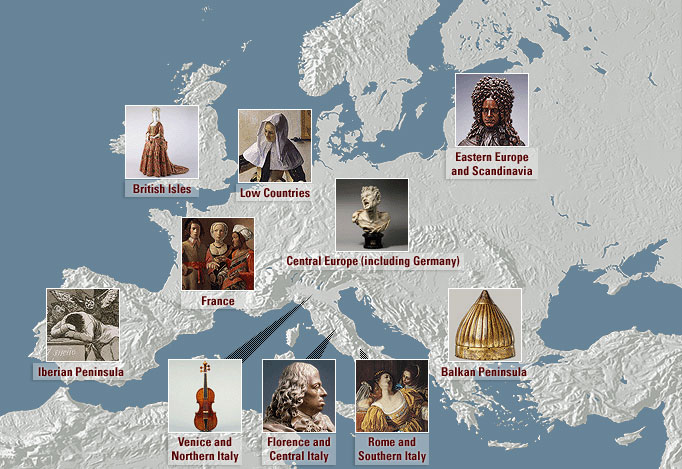 Eastern Europe
and Scandinavia
British Isles
Low Countries
Central Europe (including Germany)
France
Iberian Peninsula
Balkan Peninsula
Venice and
Northern Italy
Florence and
Central Italy
Rome and
Southern Italy